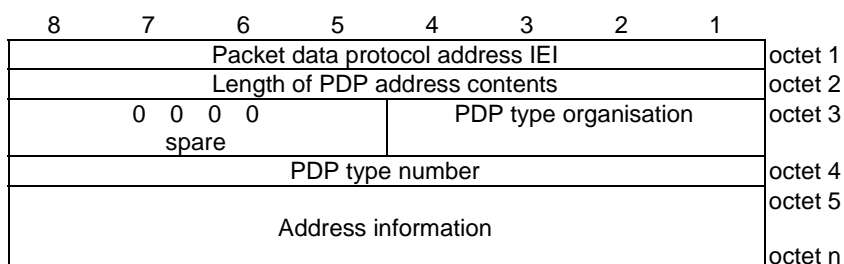 8 7 6 5 4 3 2 1
Packet data protocol address IEI octet 1
Length of PDP address contents octet 2
0 0 0 0 PDP type organisation octet 3
spare
PDP type number octet 4
octet 5
Address information
octet n